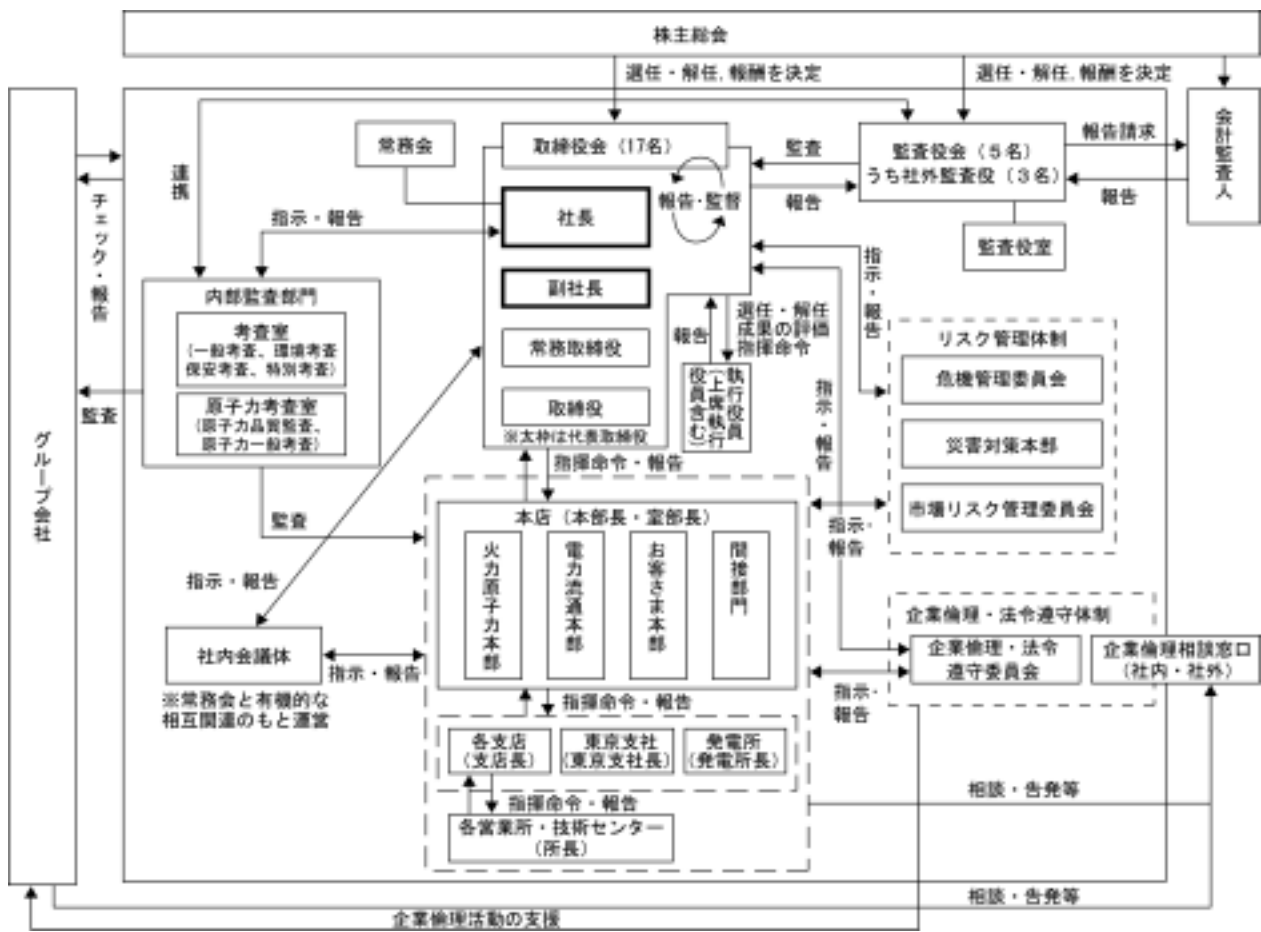 株主総会
選任・解任,報酬を決定
選任・解任,報酬を決定
会計監査人
常務会
取締役会（17名）
監査
監査役会（５名）
うち社外監査役（３名）
報告請求
報告
報告
連携
チェック・報告
指示・報告
社長
報告・監督
監査役室
内部監査部門
副社長
選任・解任
成果の評価
指揮命令
報告
指示・報告
考査室
(一般考査、環境考査
保安考査、特別考査)
常務取締役
リスク管理体制
危機管理委員会
監査
原子力考査室
(原子力品質監査、
原子力一般考査)
取締役
※太枠は代表取締役
執行役員
(上席執行
役員含む)
指示・報告
災害対策本部
指揮命令・報告
グループ会社
監査
本店（本部長・室部長）
市場リスク管理委員会
指示・
報告
火力原子力本部
電力流通本部
お客さま本部
間接部門
指示・報告
企業倫理・法令遵守体制
社内会議体
指示・報告
企業倫理・法令
遵守委員会
企業倫理相談窓口
（社内・社外）
※常務会と有機的な
相互関連のもと運営
指揮命令・報告
指示・
報告
各支店
(支店長)
東京支社
(東京支社長)
発電所
(発電所長)
指揮命令・報告
相談・告発等
各営業所・技術センター
(所長)
相談・告発等
企業倫理活動の支援